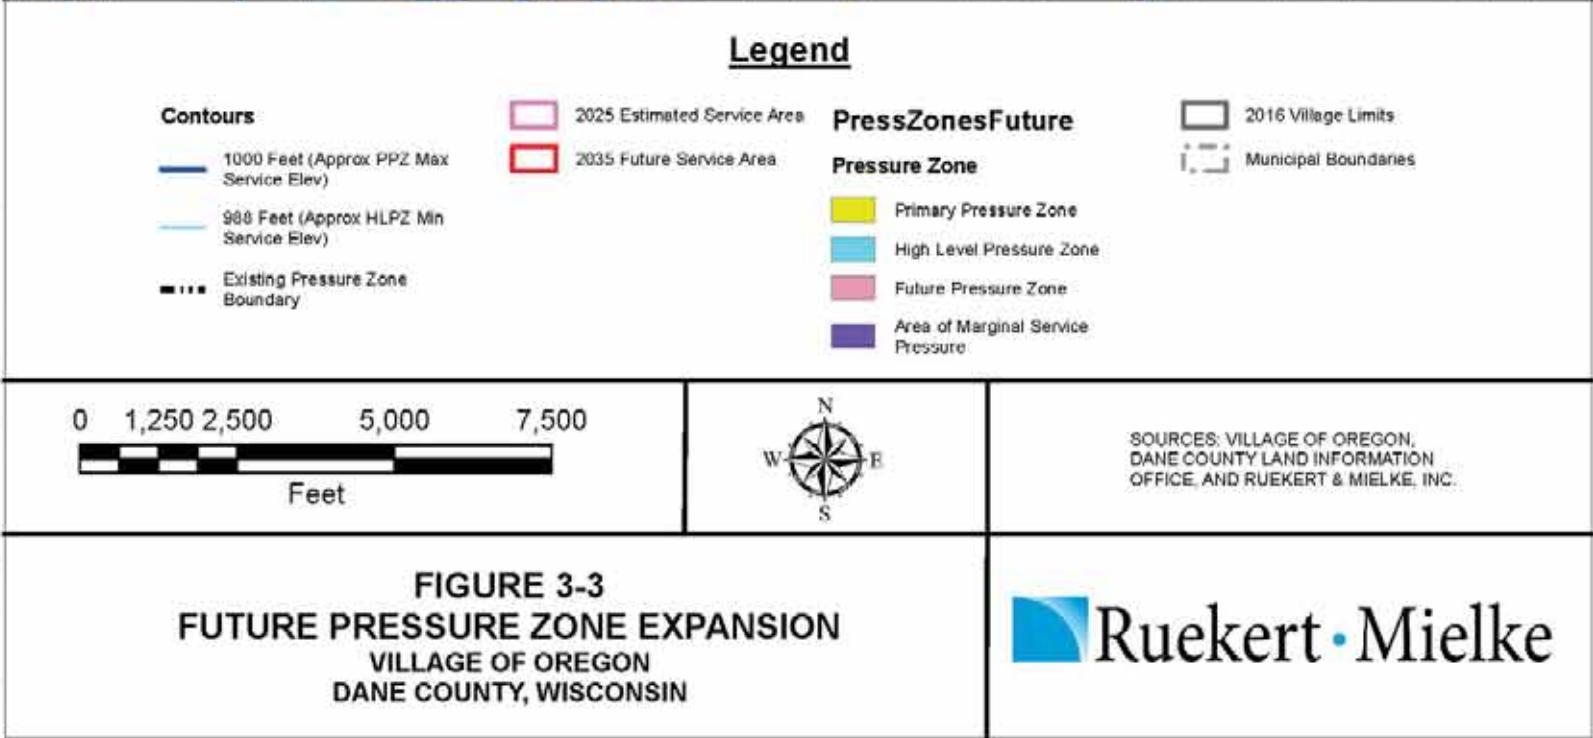 Legend
Contours
1000 Feet (Approx PPZ Max
Service Elev)
988 Feet (Approx HLPZ Min
Service Elev)
Existing Pressure Zone
Boundary
2025 Estimated Service Area
2035 Future Service Area
PressZonesFuture
Pressure Zone
Primary Pressure Zone
High Level Pressure Zone
Future Pressure Zone
Area of Marginal Service
Pressure
2016 Village Limits
Municipal Boundaries
0 1,250 2,500 5,000 7,500
Feet
N
W E
S
SOURCES: VILLAGE OF OREGON,
DANE COUNTY LAND INFORMATION
OFFICE, AND RUEKERT & MIELKE, INC.
FIGURE 3-3
FUTURE PRESSURE ZONE EXPANSION
VILLAGE OF OREGON
DANE COUNTY, WISCONSIN
Ruekert · Mielke